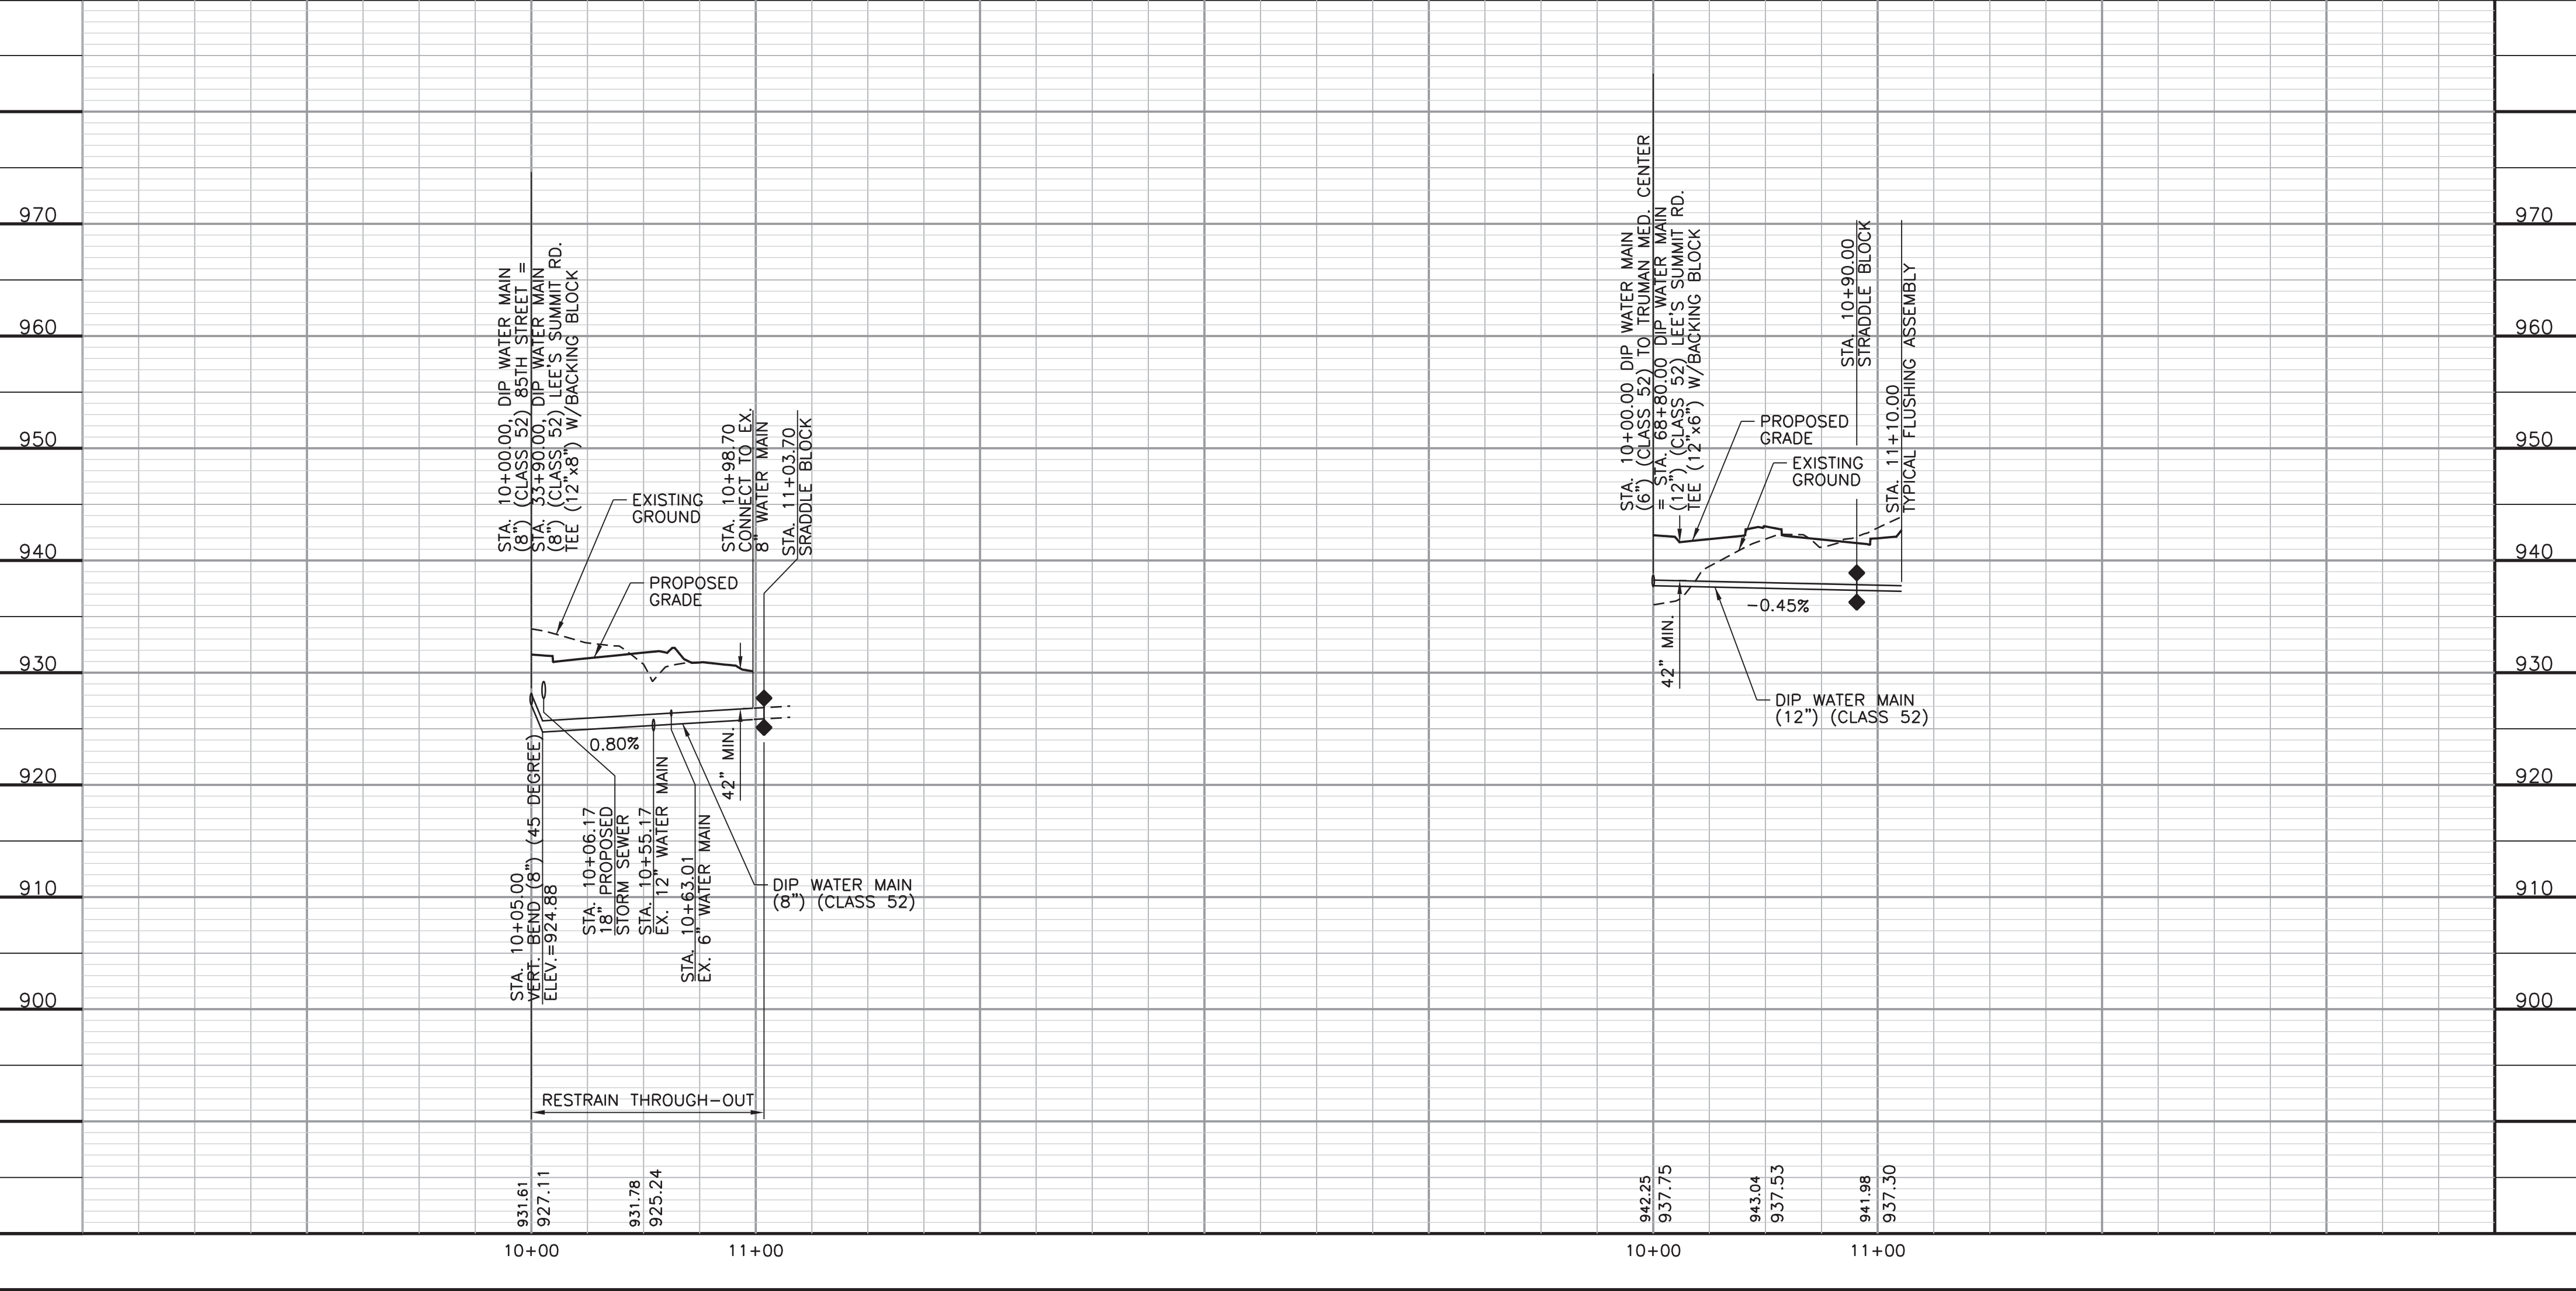 970
960
950
940
930
920
910
900
STA. 10+00.00, DIP WATER MAIN
(8") (CLASS 52) 85TH STREET =
STA. 33+90.00, DIP WATER MAIN
(8") (CLASS 52) LEE'S SUMMIT RD.
TEE (12"x8") W/BACKING BLOCK
EXISTING
GROUND
PROPOSED
GRADE
STA. 10+98.70
CONNECT TO EX.
8" WATER MAIN
STA. 11+03.70
SRADDLE BLOCK
0.80%
42" MIN.
STA. 10+05.00
VERT. BEND (8") (45 DEGREE)
ELEV.=924.88
STA. 10+06.17
18" PROPOSED
STORM SEWER
STA. 10+55.17
EX. 12" WATER MAIN
STA. 10+63.01
EX. 6" WATER MAIN
DIP WATER MAIN
(8") (CLASS 52)
RESTRAIN THROUGH-OUT
931.61
927.11
931.78
925.24
10+00
11+00
STA. 10+00.00 DIP WATER MAIN
(6") (CLASS 52) TO TRUMAN MED. CENTER
= STA. 68+80.00 DIP WATER MAIN
(12") (CLASS 52) LEE'S SUMMIT RD.
TEE (12"x6") W/BACKING BLOCK
PROPOSED
GRADE
EXISTING
GROUND
STA. 10+90.00
STRADDLE BLOCK
STA. 11+10.00
TYPICAL FLUSHING ASSEMBLY
-0.45%
42" MIN.
DIP WATER MAIN
(12") (CLASS 52)
942.25
937.75
943.04
937.53
941.98
937.30
10+00
11+00
970
960
950
940
930
920
910
900